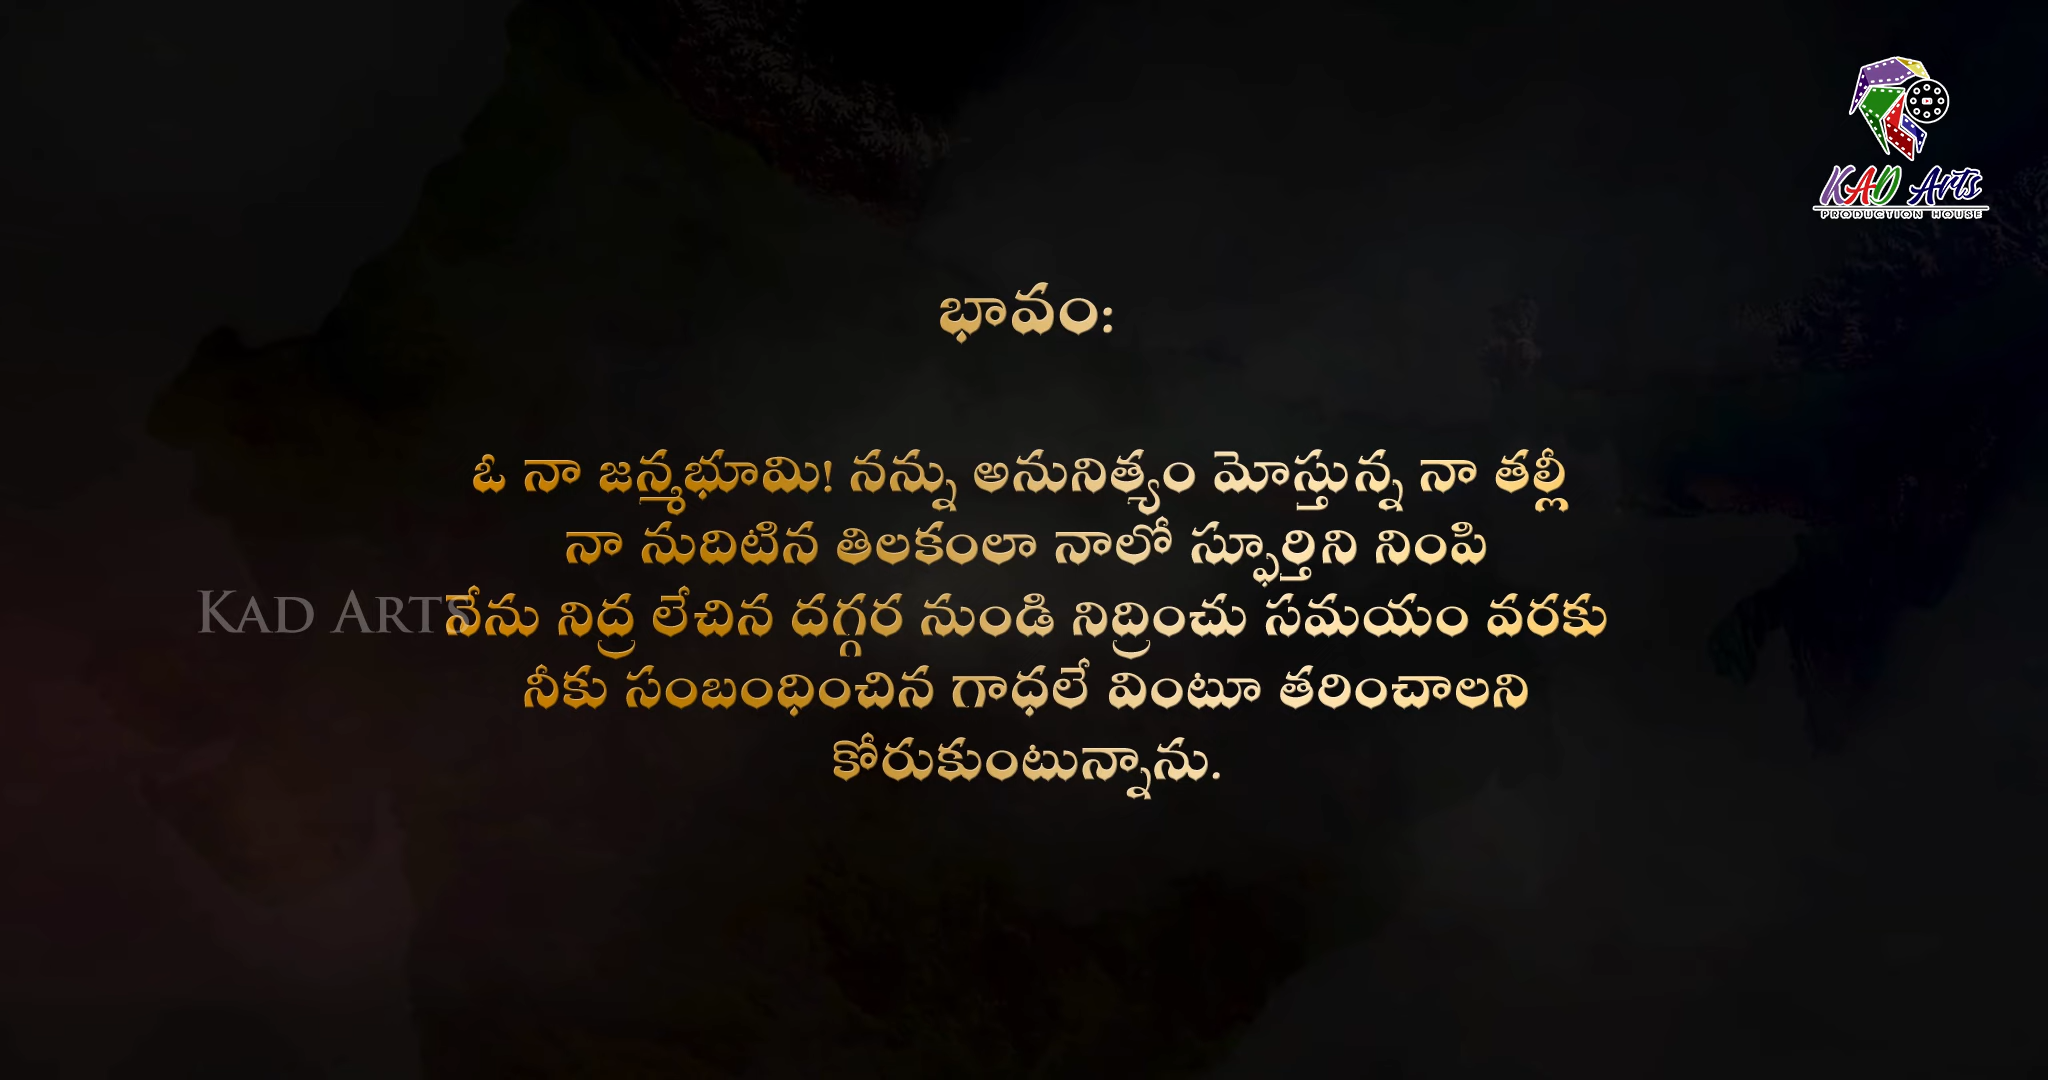 KAD Arts
PRODUCTION HOUSE
భావం:
ఓ నా జన్మభూమి! నన్ను అనునిత్యం మోస్తున్న నా తల్లీ
నా నుదిటిన తిలకంలా నాలో స్ఫూర్తిని నింపి
KAD ARTS
నేను నిద్ర లేచిన దగ్గర నుండి నిద్రించు సమయం వరకు
నీకు సంబంధించిన గాధలే వింటూ తరించాలని
కోరుకుంటున్నాను.